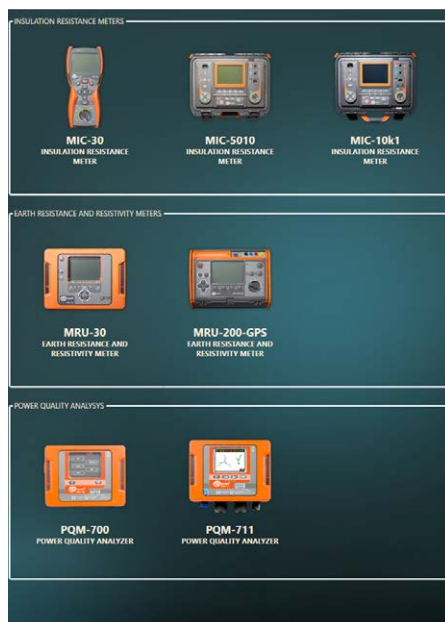 INSULATION RESISTANCE METERS
MIC-30
INSULATION RESISTANCE
METER
MIC-5010
INSULATION RESISTANCE
METER
MIC-10k1
INSULATION RESISTANCE
METER
EARTH RESISTANCE AND RESISTIVITY METERS
MRU-30
EARTH RESISTANCE AND
RESISTIVITY METER
MRU-200-GPS
EARTH RESISTANCE AND
RESISTIVITY METER
POWER QUALITY ANALYSYS
PQM-700
POWER QUALITY ANALYZER
PQM-711
POWER QUALITY ANALYZER